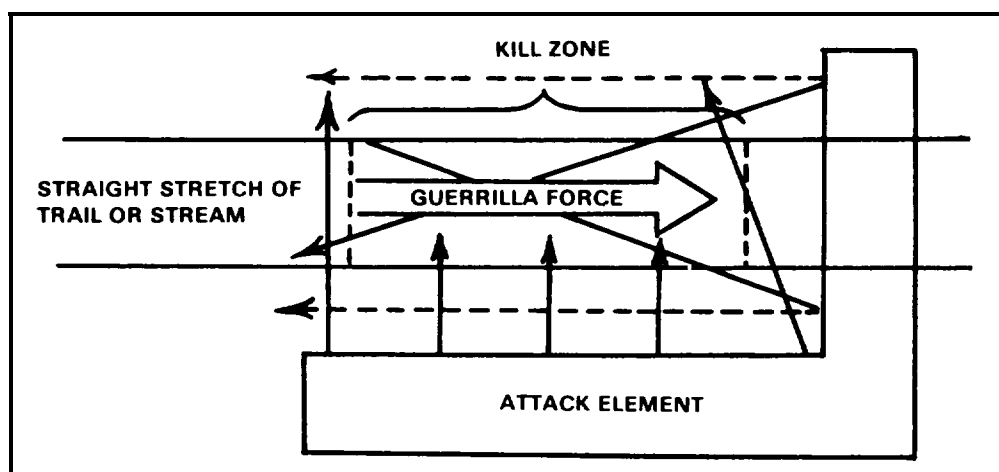 KILL ZONE
STRAIGHT STRETCH OF
TRAIL OR STREAM
GUERRILLA FORCE
ATTACK ELEMENT